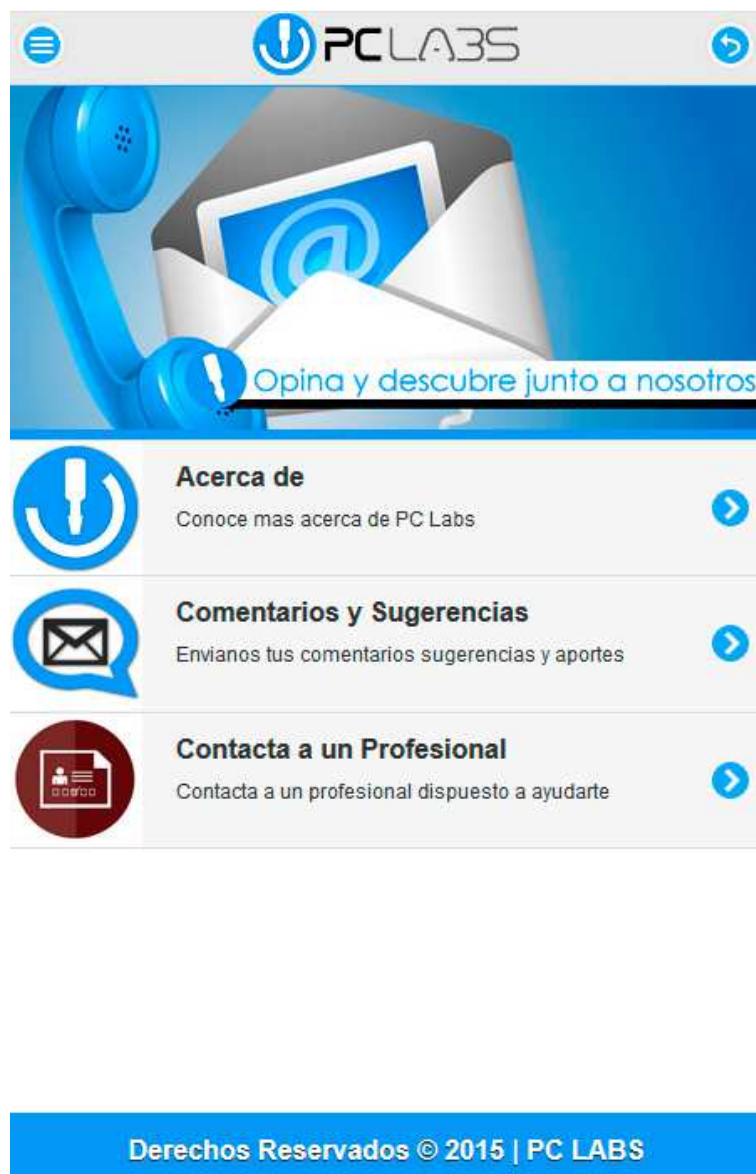 PCLABS
Opina y descubre junto a nosotros
Acerca de
Conoce mas acerca de PC Labs
Comentarios y Sugerencias
Envianos tus comentarios sugerencias y aportes
Contacta a un Profesional
Contacta a un profesional dispuesto a ayudarte
Derechos Reservados © 2015 | PC LABS